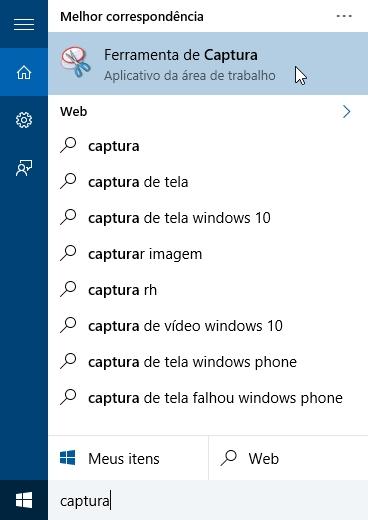 Melhor correspondência
Ferramenta de Captura
Aplicativo da área de trabalho
Web
captura
captura de tela
captura de tela windows 10
capturar imagem
captura rh
captura de vídeo windows 10
captura de tela windows phone
captura de tela falhou windows phone
Meus itens
Web
captura